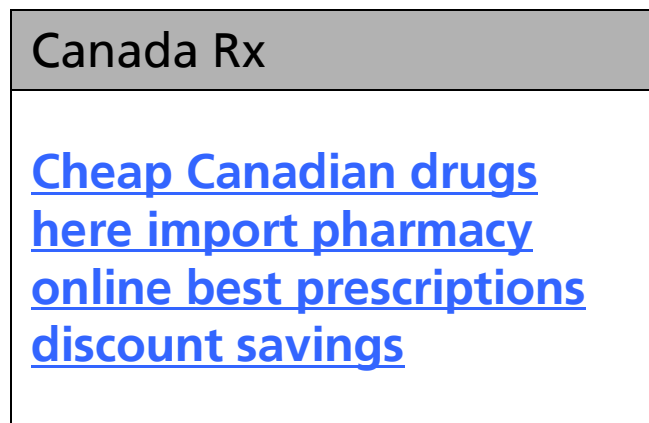 Canada Rx
Cheap Canadian drugs
here import pharmacy
online best prescriptions
discount savings